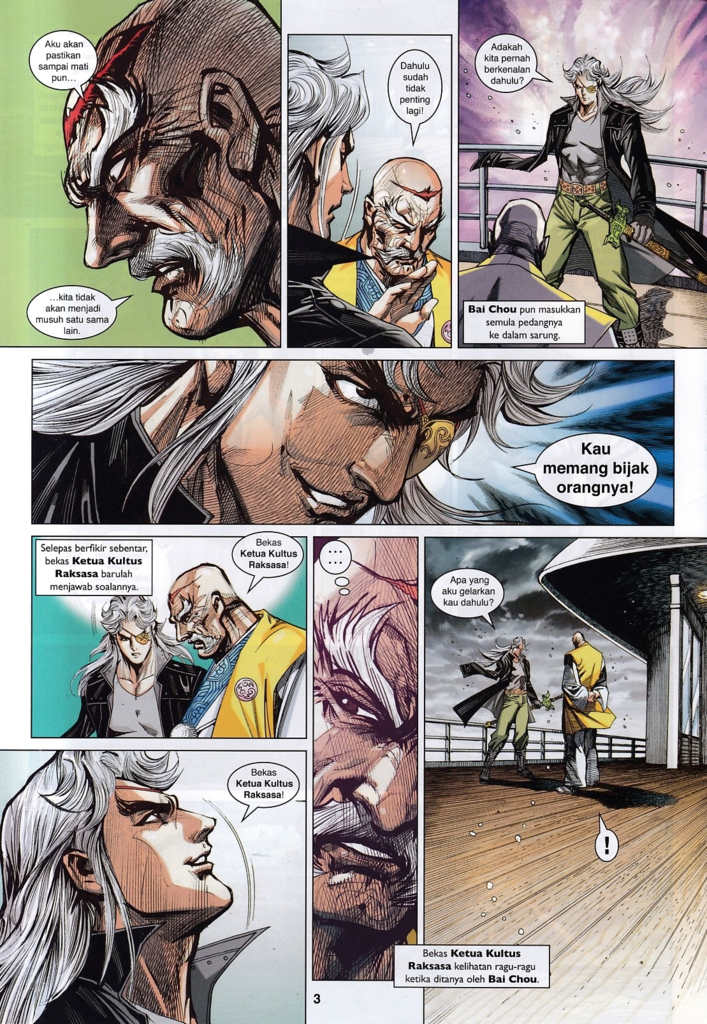 Aku akan
pastikan
sampai mati
pun...
...kita tidak
akan menjadi
musuh satu sama
lain.
Dahulu
sudah
tidak
penting
lagi!
Adakah
kita pernah
berkenalan
dahulu?
Bai Chou pun masukkan
semula pedangnya
ke dalam sarung.
Kau
memang bijak
orangnya!
Selepas berfikir sebentar,
bekas Ketua Kultus
Raksasa barulah
menjawab soalannya.
Bekas
Ketua Kultus
Raksasa!
...
...
Apa yang
aku gelarkan
kau dahulu?
!
Bekas
Ketua Kultus
Raksasa!
Bekas Ketua Kultus
Raksasa kelihatan ragu-ragu
ketika ditanya oleh Bai Chou.
3